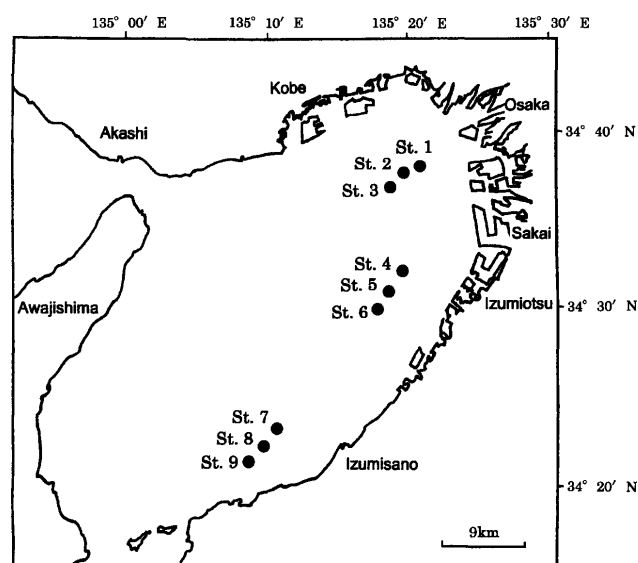 135° 00′ E 135° 10′ E 135° 20′ E 135° 30′ E
Kobe
Osaka
Akashi
34° 40′ N
St. 1
St. 2
St. 3
Sakai
St. 4
St. 5
St. 6
Awajishima
Izumiotsu
34° 30′ N
St. 7
St. 8
St. 9
Izumisano
34° 20′ N
9km